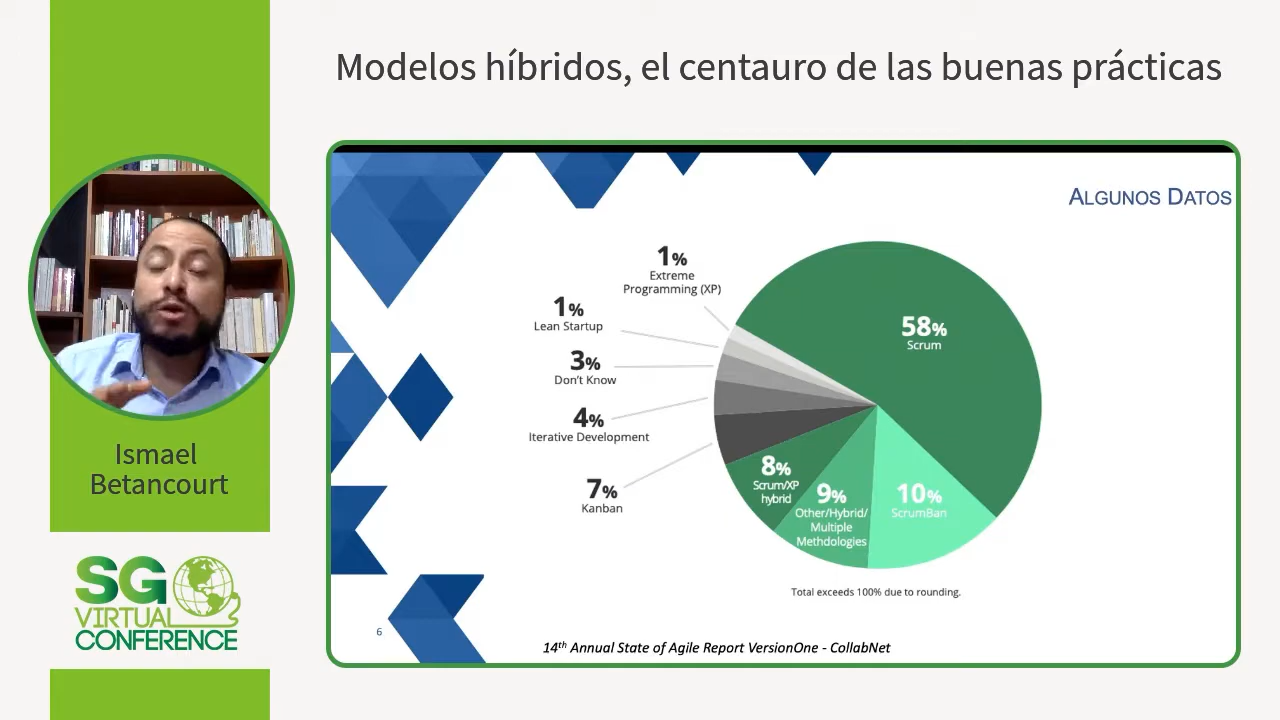 Modelos híbridos, el centauro de las buenas prácticas
Ismael
Betancourt
SG
VIRTUAL
CONFERENCE
ALGUNOS DATOS
1%
Extreme
Programming (XP)
1%
Lean Startup
3%
Don't Know
4%
Iterative Development
7%
Kanban
8%
Scrum/XP
hybrid
9%
Other/Hybrid/
Multiple
Methdologies
10%
ScrumBan
58%
Scrum
Total exceeds 100% due to rounding.
6
14th Annual State of Agile Report VersionOne - CollabNet